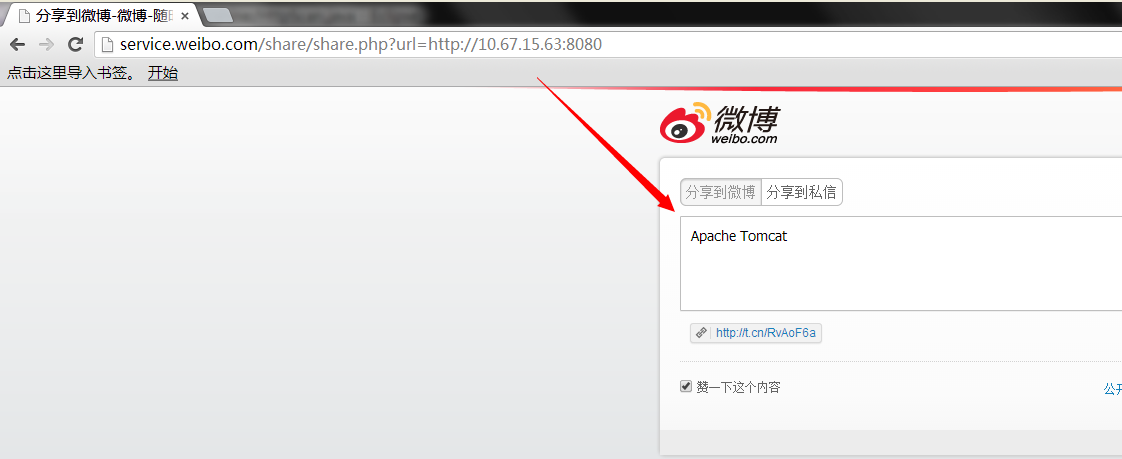 分享到微博-微博-随时
service.weibo.com/share/share.php?url=http://10.67.15.63:8080
点击这里导入书签。 开始
微博
weibo.com
分享到微博 分享到私信
Apache Tomcat
http://t.cn/RvAoF6a
赞一下这个内容
公开